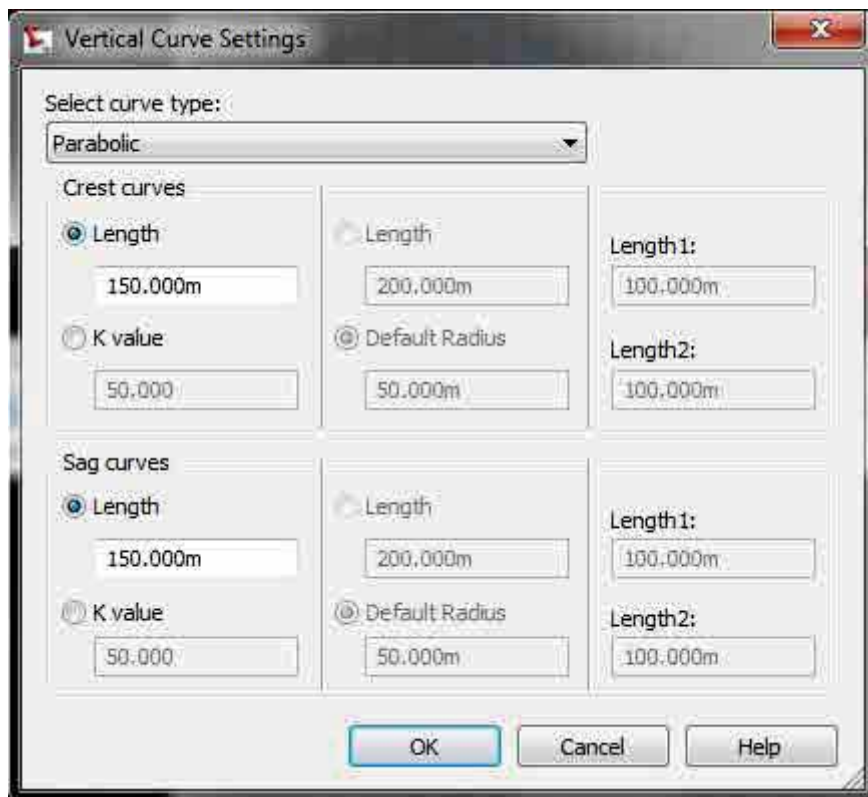 Vertical Curve Settings
Select curve type:
Parabolic
Crest curves
Length
150.000m
K value
50.000
Length
200.000m
Default Radius
50.000m
Length1:
100.000m
Length2:
100.000m
Sag curves
Length
150.000m
K value
50.000
Length
200.000m
Default Radius
50.000m
Length1:
100.000m
Length2:
100.000m
OK
Cancel
Help